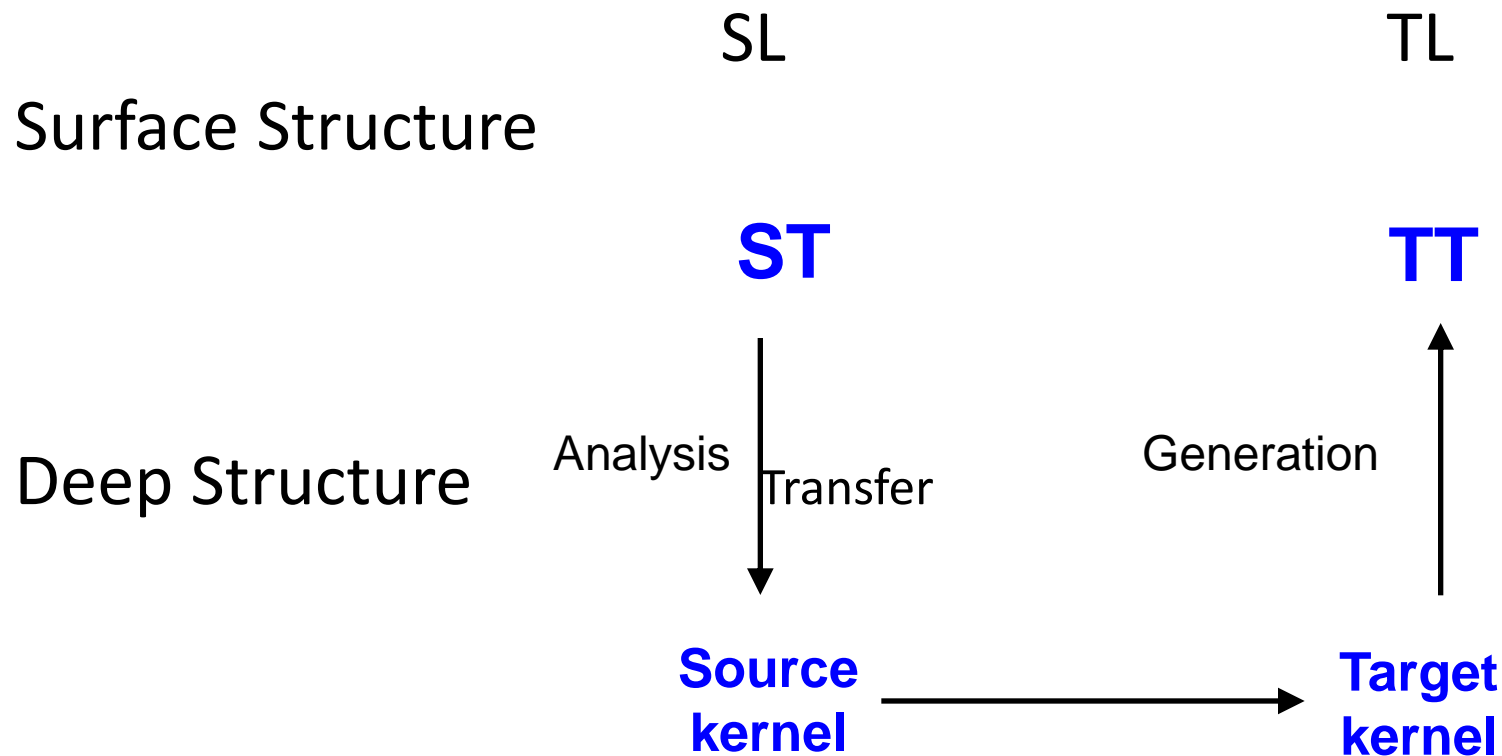 SL TL
Surface Structure
ST TT
Analysis Generation
Deep Structure Transfer
Source Target
kernel kernel